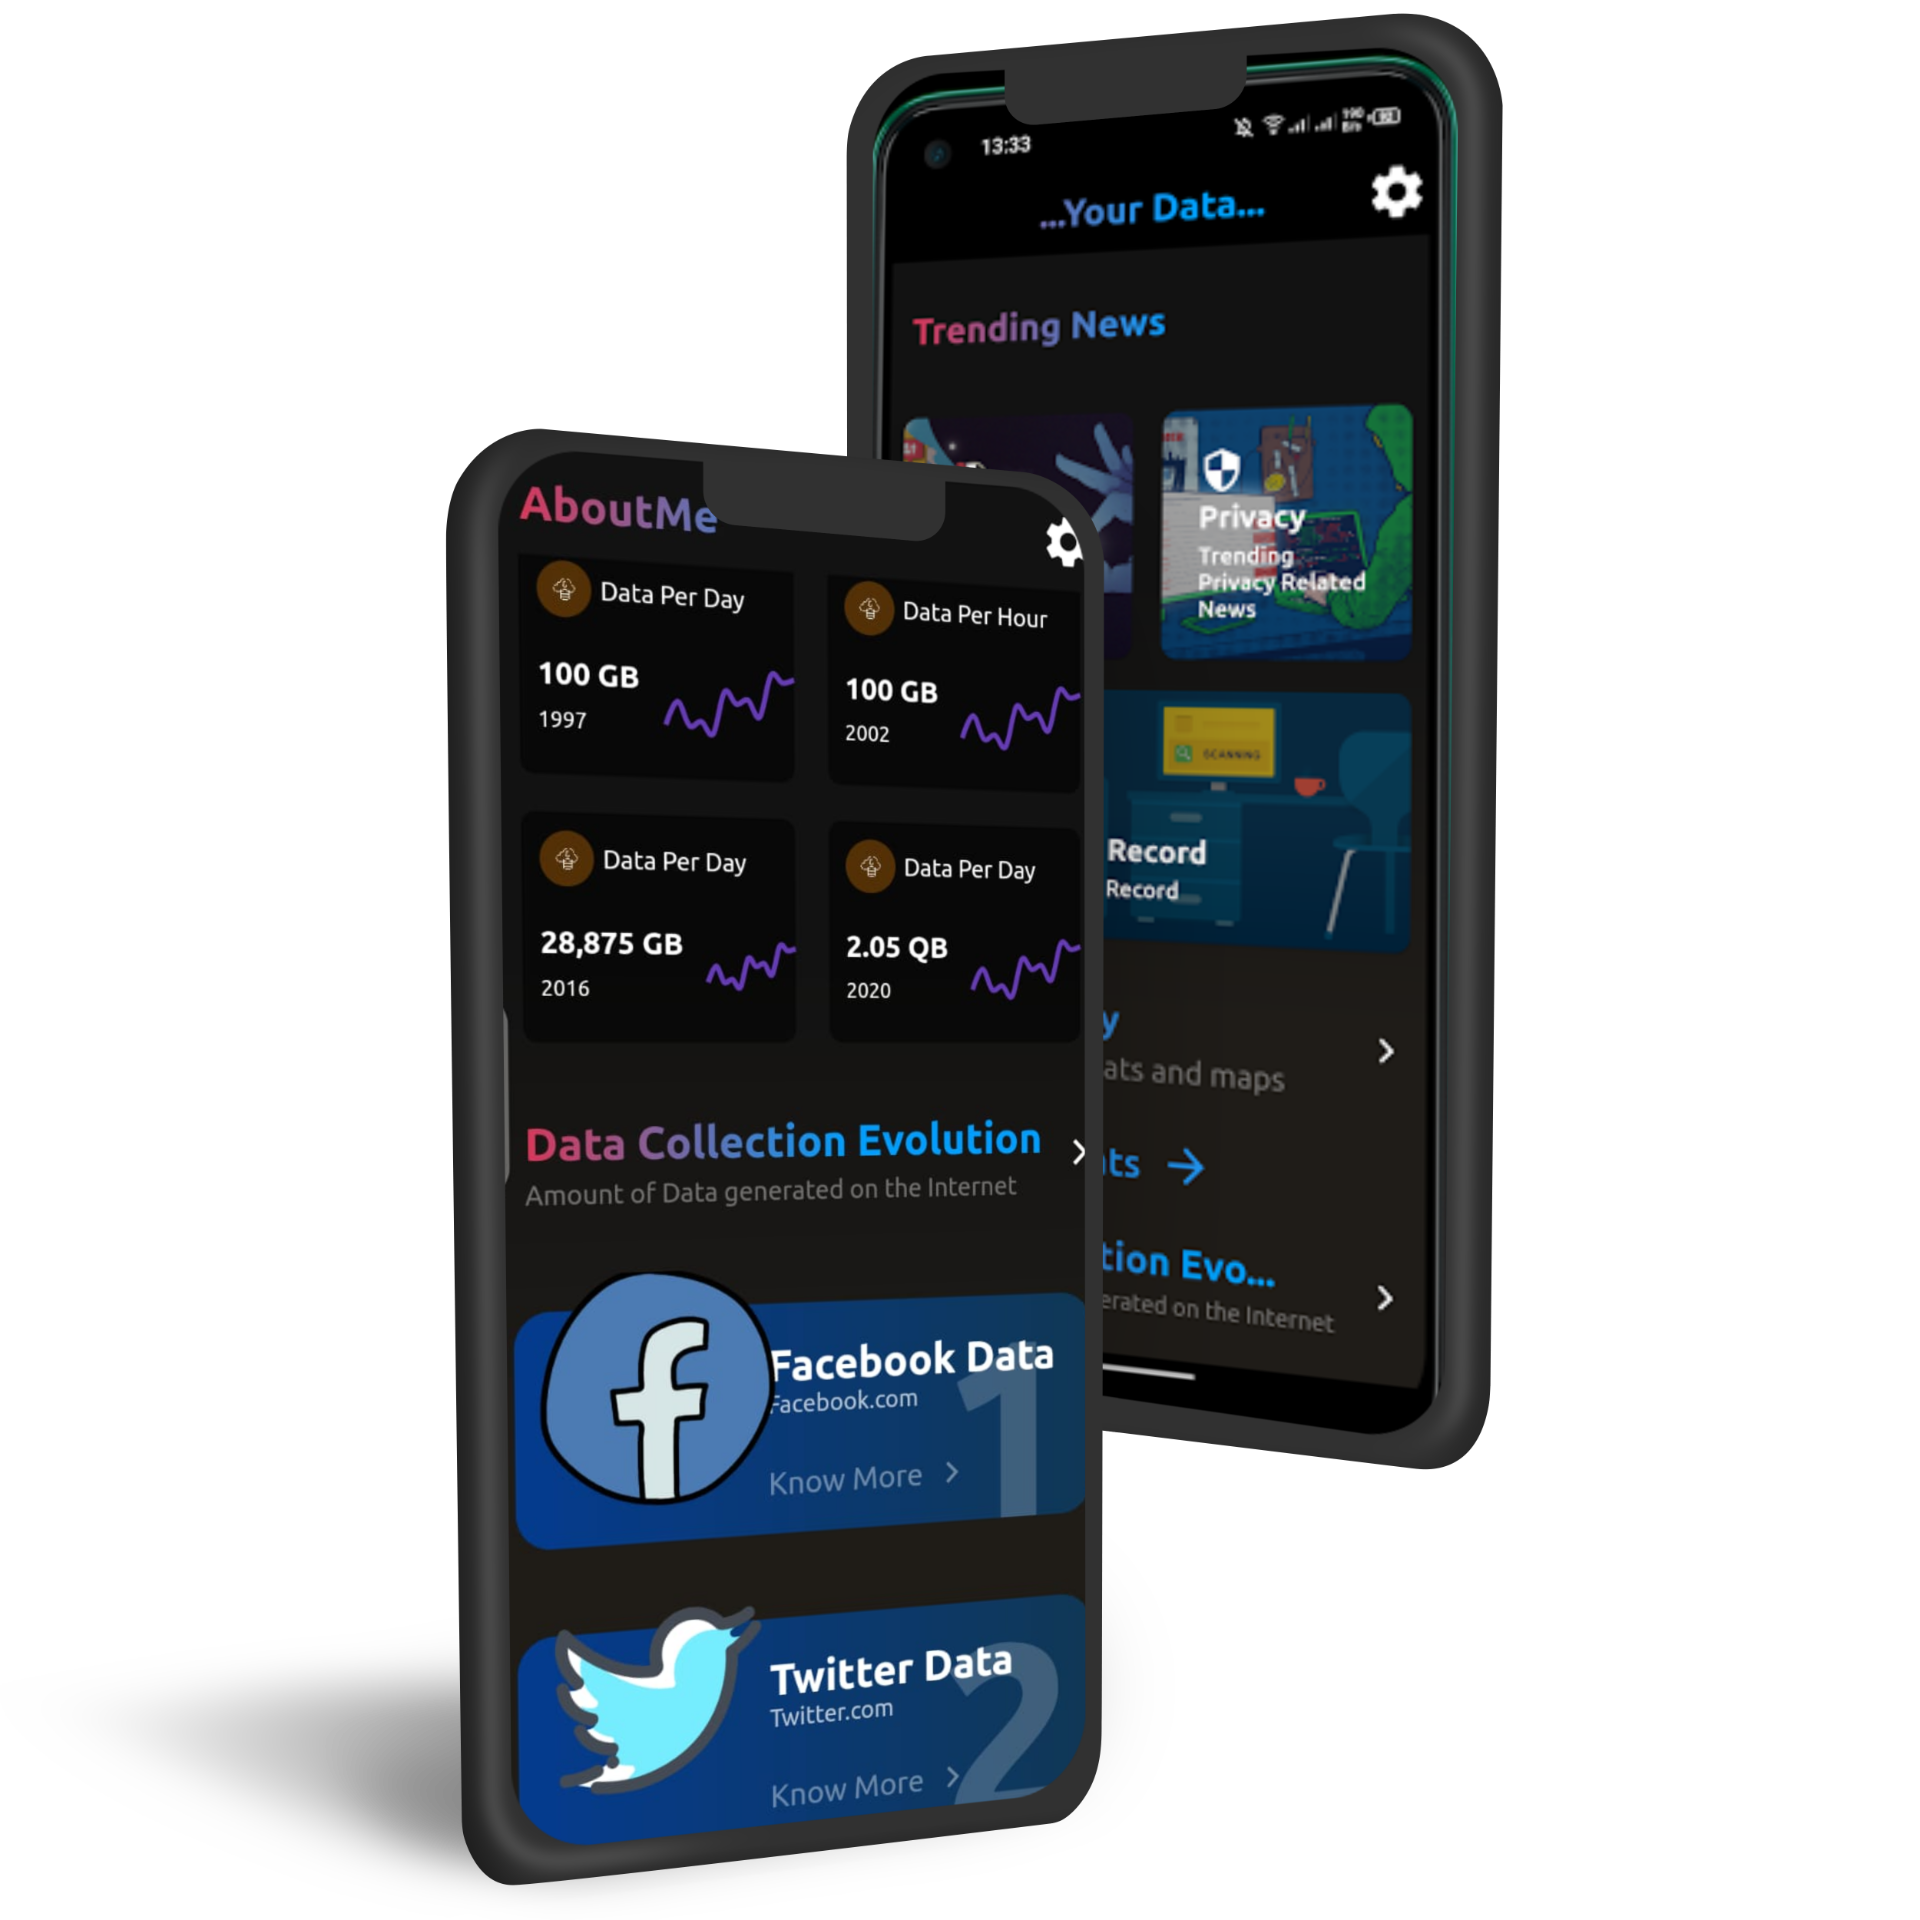 13:33
...Your Data...
Trending News
Privacy
Trending
Privacy Related
News
SCANNING
Record
Record
y
ats and maps
ts
tion Evo...
erated on the Internet
AboutMe
Data Per Day
100 GB
1997
Data Per Hour
100 GB
2002
Data Per Day
28,875 GB
2016
Data Per Day
2.05 QB
2020
Data Collection Evolution
Amount of Data generated on the Internet
Facebook Data
Facebook.com
Know More
1
Twitter Data
Twitter.com
Know More
2